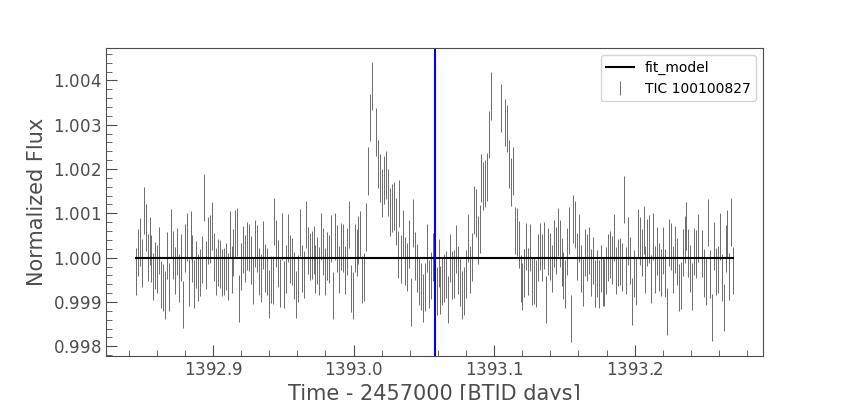 fit_model
TIC 100100827
Normalized Flux
1.004
1.003
1.002
1.001
1.000
0.999
0.998
1392.9
1393.0
1393.1
1393.2
Time - 2457000 [BTJD days]